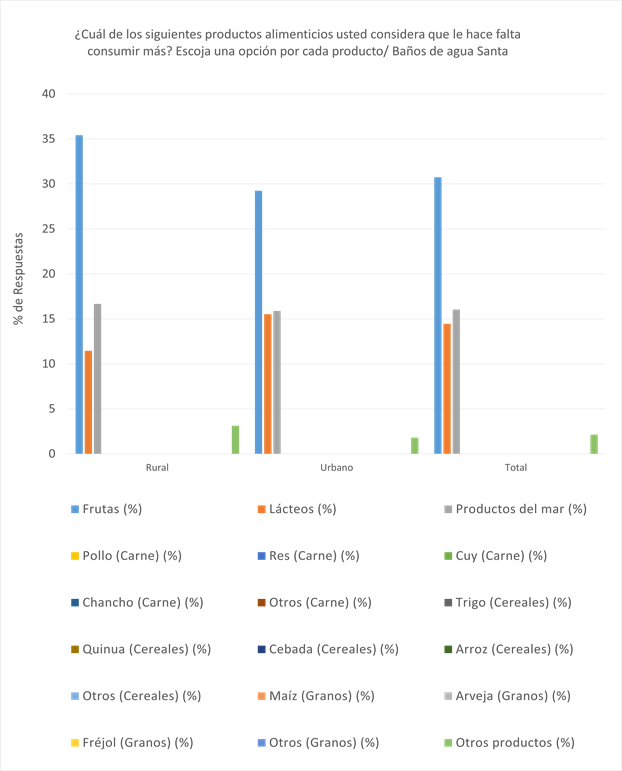 ¿Cuál de los siguientes productos alimenticios usted considera que le hace falta
consumir más? Escoja una opción por cada producto/ Baños de agua Santa
40
35
30
25
20
15
10
5
0
% de Respuestas
Rural Urbano Total
Frutas (%) Lácteos (%) Productos del mar (%)
Pollo (Carne) (%) Res (Carne) (%) Cuy (Carne) (%)
Chancho (Carne) (%) Otros (Carne) (%) Trigo (Cereales) (%)
Quinua (Cereales) (%) Cebada (Cereales) (%) Arroz (Cereales) (%)
Otros (Cereales) (%) Maíz (Granos) (%) Arveja (Granos) (%)
Fréjol (Granos) (%) Otros (Granos) (%) Otros productos (%)